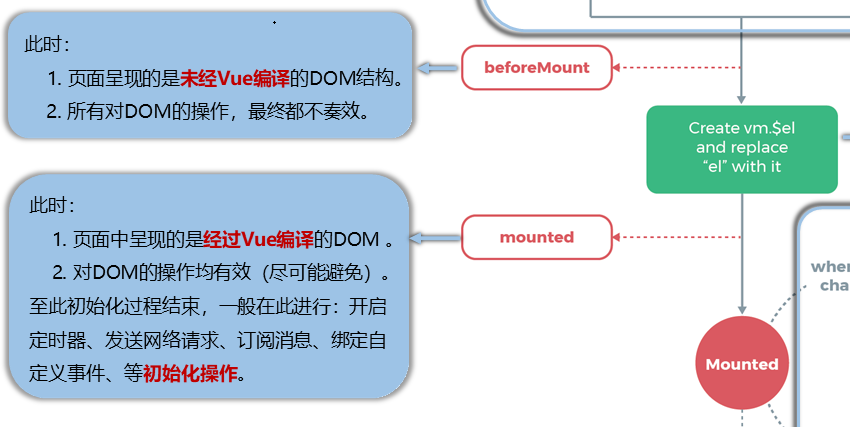 此时：
1. 页面呈现的是未经Vue编译的DOM结构。
2. 所有对DOM的操作，最终都不奏效。
beforeMount
Create vm.$el
and replace
“el” with it
此时：
1. 页面中呈现的是经过Vue编译的DOM 。
2. 对DOM的操作均有效（尽可能避免）。
至此初始化过程结束，一般在此进行：开启
定时器、发送网络请求、订阅消息、绑定自
定义事件、等初始化操作。
mounted
whe
cha
Mounted